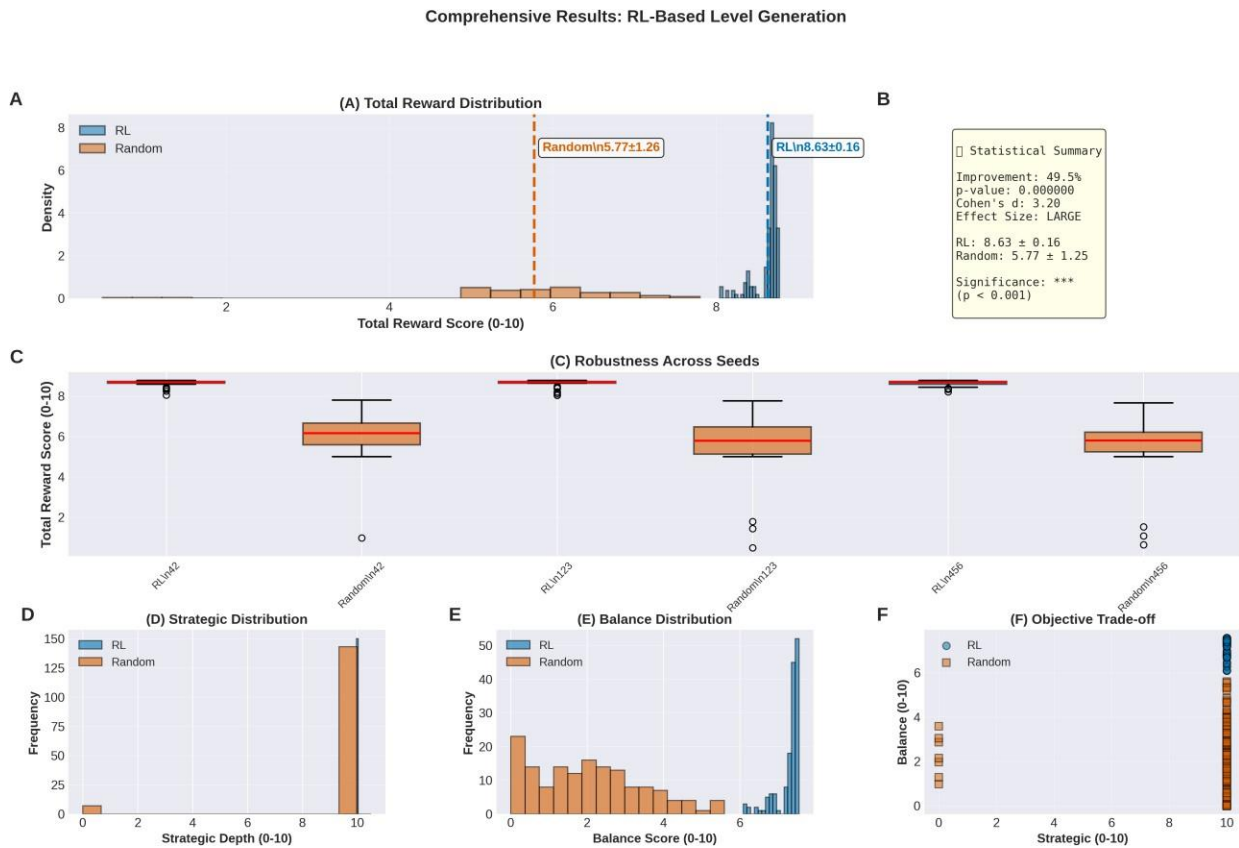 Comprehensive Results: RL-Based Level Generation
A
(A) Total Reward Distribution
8
6
4
2
0
Density
RL
Random
Random\n5.77±1.26
RL\n8.63±0.16
2
4
6
8
Total Reward Score (0-10)
B
▯ Statistical Summary
Improvement: 49.5%
p-value: 0.000000
Cohen's d: 3.20
Effect Size: LARGE
RL: 8.63 ± 0.16
Random: 5.77 ± 1.25
Significance: ***
(p < 0.001)
C
(C) Robustness Across Seeds
Total Reward Score (0-10)
8
6
4
2
RL\n42
Random\n42
RL\n123
Random\n123
RL\n456
Random\n456
D
(D) Strategic Distribution
Frequency
150
125
100
75
50
25
0
RL
Random
0
2
4
6
8
10
Strategic Depth (0-10)
E
(E) Balance Distribution
Frequency
50
40
30
20
10
0
RL
Random
0
2
4
6
Balance Score (0-10)
F
(F) Objective Trade-off
Balance (0-10)
6
4
2
0
RL
Random
0
2
4
6
8
10
Strategic (0-10)